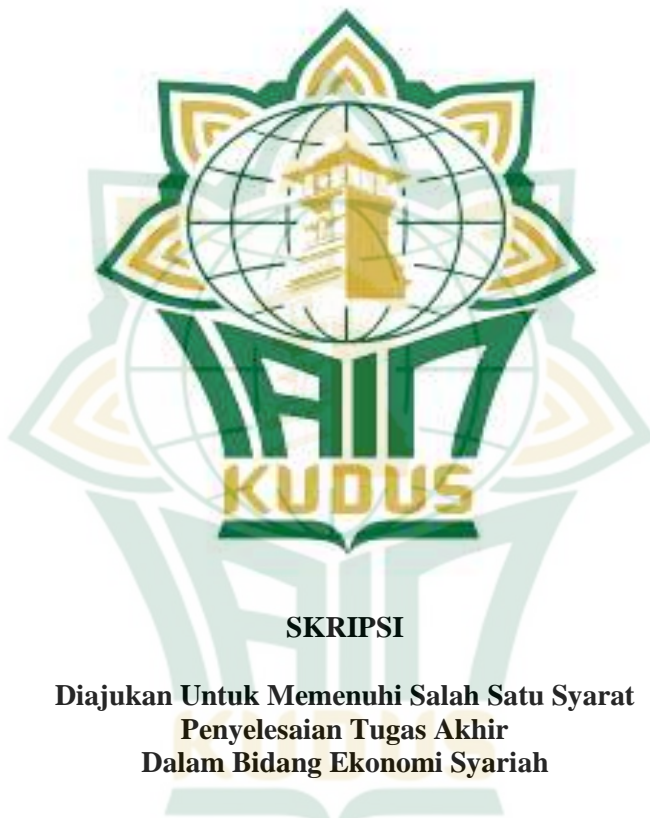 IAIN
KUDUS
SKRIPSI
Diajukan Untuk Memenuhi Salah Satu Syarat
Penyelesaian Tugas Akhir
Dalam Bidang Ekonomi Syariah